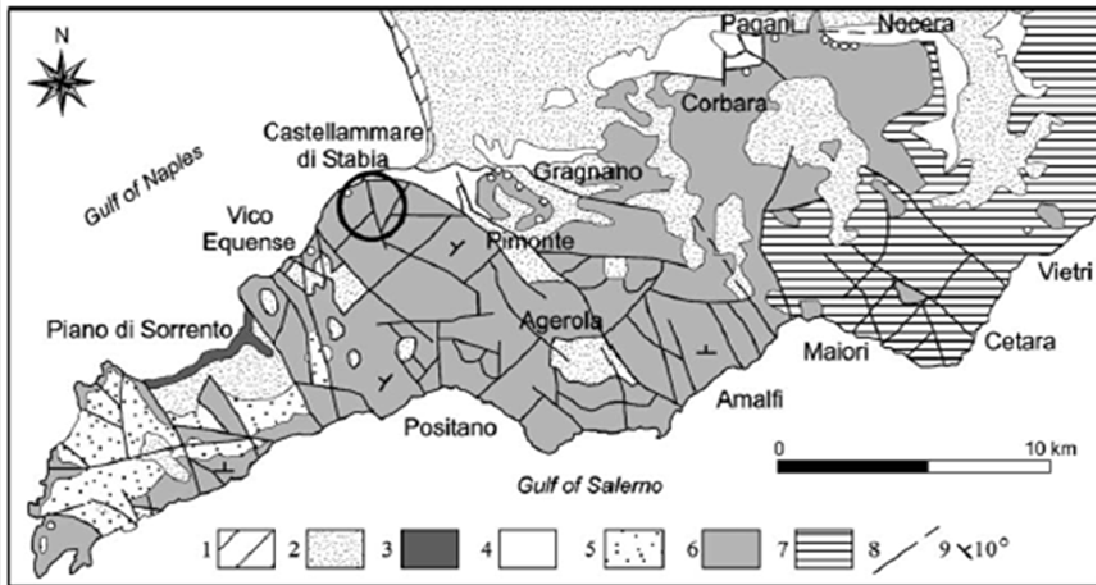 N
Pagani
Nocera
Corbara
Castellammare
di Stabia
Gragnano
Gulf of Naples
Vico
Equense
Pimonte
Vietri
Piano di Sorrento
Agerola
Maiori
Cetara
Amalfi
Positano
0 10 km
Gulf of Salerno
1 2 3 4 5 6 7 8 9 10°